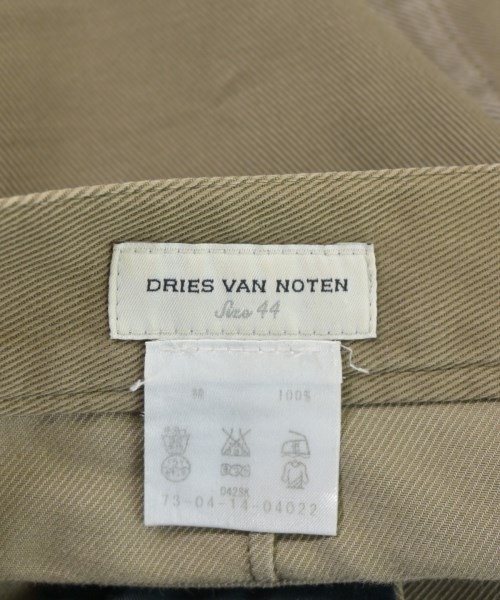 DRIES VAN NOTEN
Size 44
100%
73-04-14-04022